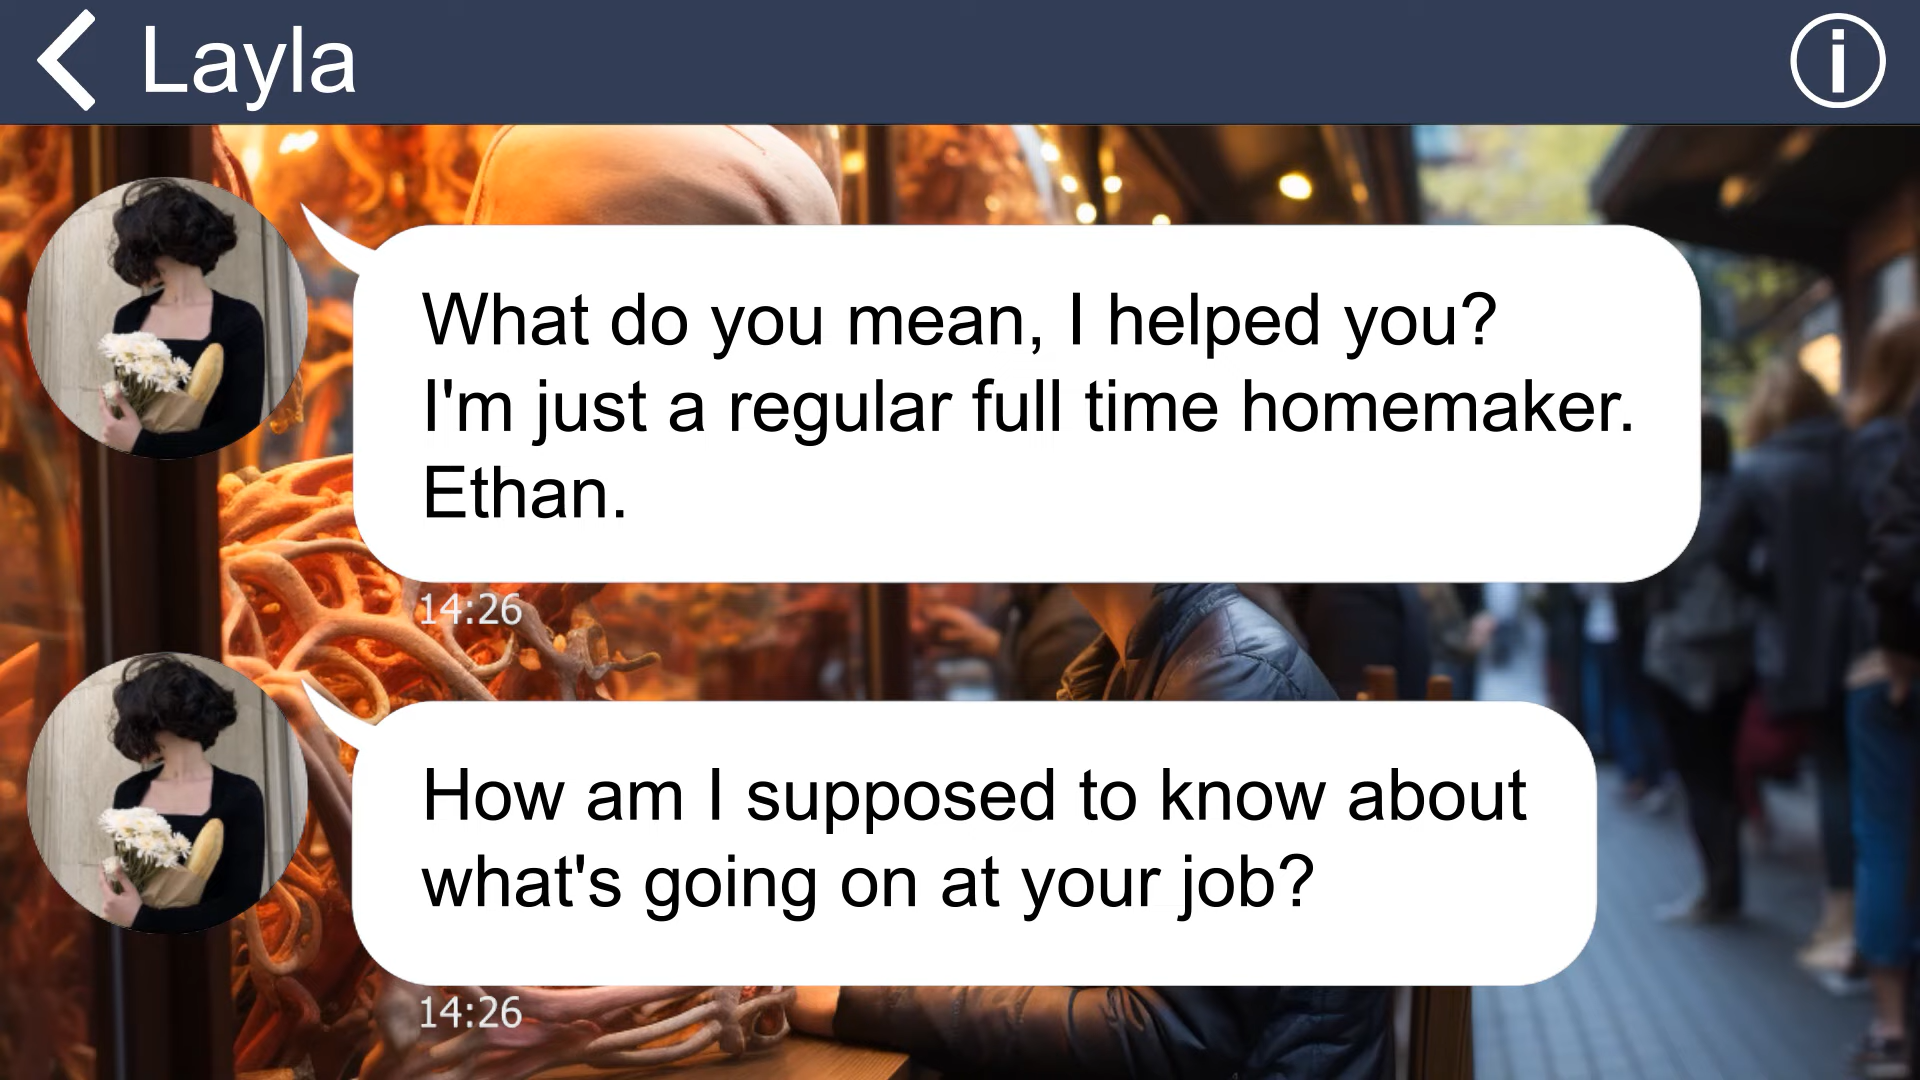 Layla
What do you mean, I helped you?
I'm just a regular full time homemaker.
Ethan.
14:26
How am I supposed to know about
what's going on at your job?
14:26